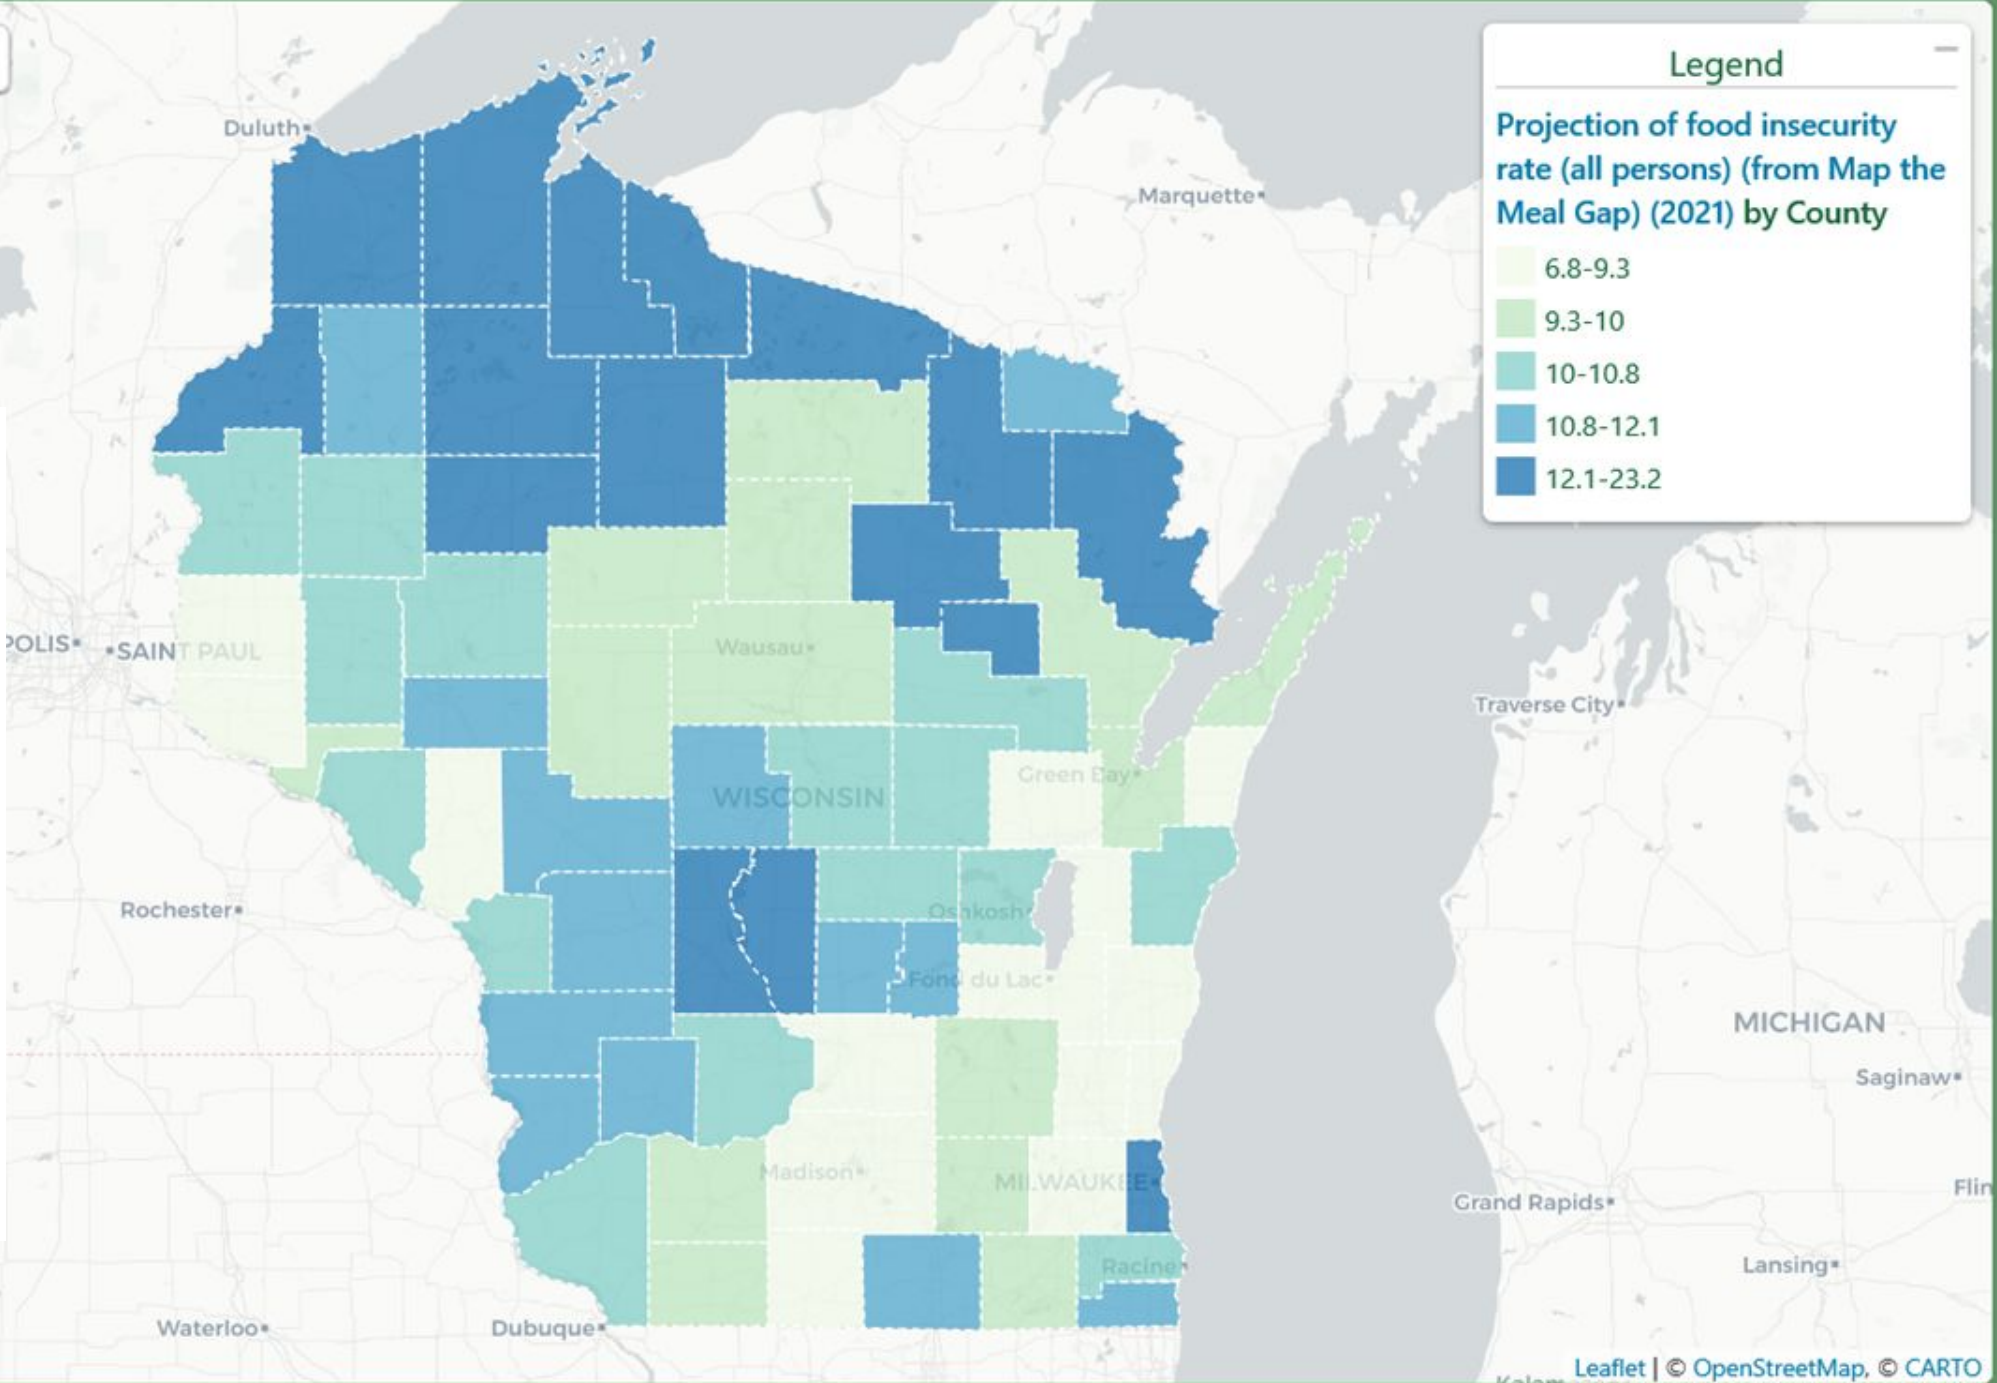 Legend
Projection of food insecurity
rate (all persons) (from Map the
Meal Gap) (2021) by County
6.8-9.3
9.3-10
10-10.8
10.8-12.1
12.1-23.2
Duluth
Marquette
POLIS
SAINT PAUL
Wausau
Traverse City
Green Bay
WISCONSIN
Rochester
Oshkosh
Fond du Lac
MICHIGAN
Saginaw
Madison
MILWAUKEE
Grand Rapids
Flin
Racine
Lansing
Waterloo
Dubuque
Leaflet | © OpenStreetMap, © CARTO